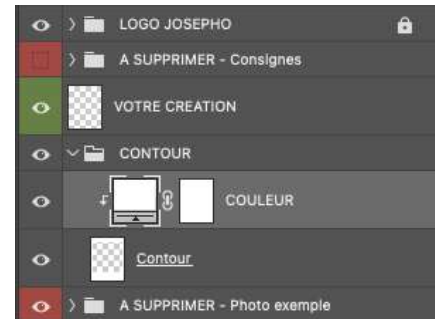 LOGO JOSEPHO
A SUPPRIMER - Consignes
VOTRE CREATION
CONTOUR
COULEUR
Contour
A SUPPRIMER - Photo exemple